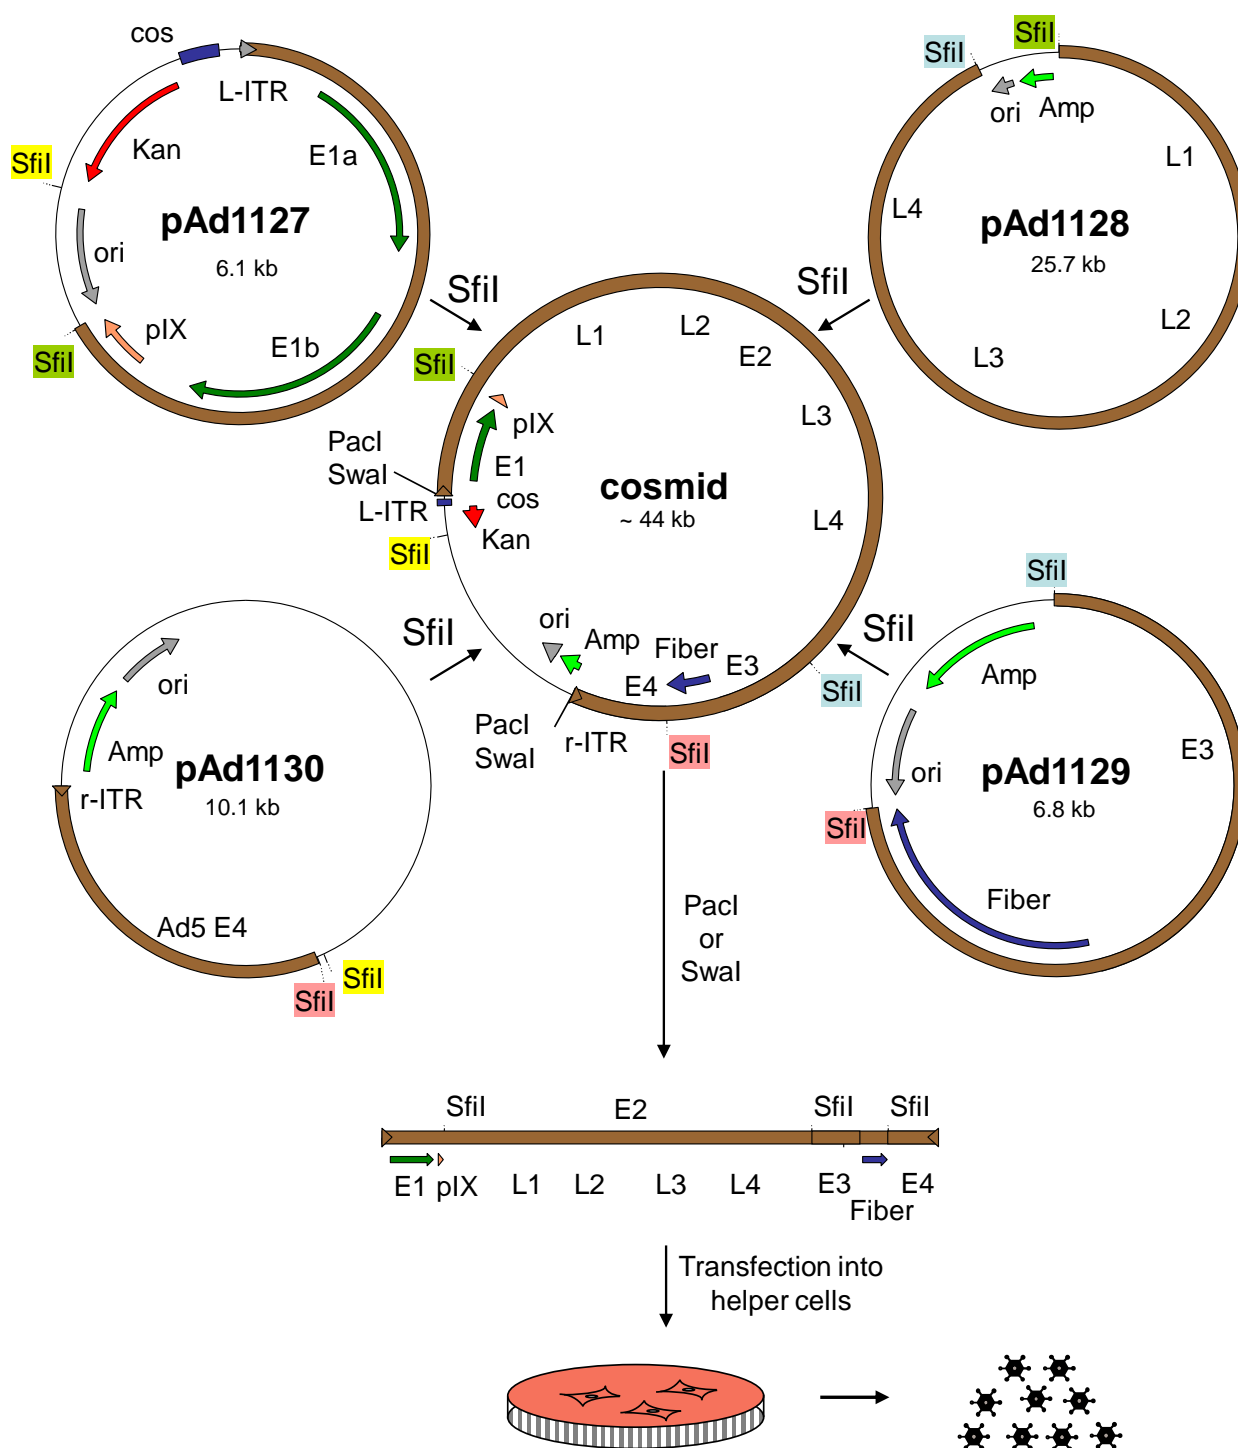 cos
L-ITR
Kan
E1a
SfiI
pAd1127
6.1 kb
ori
pIX
E1b
SfiI
SfiI
SfiI
SfiI
ori
Amp
L1
L4
pAd1128
25.7 kb
L2
L3
SfiI
L1
L2
E2
SfiI
pIX
L3
PacI
SwaI
E1
cos
cosmid
~ 44 kb
L-ITR
Kan
L4
SfiI
ori
Amp
Fiber
E3
E4
SfiI
PacI
SwaI
r-ITR
SfiI
SfiI
ori
Amp
pAd1130
10.1 kb
r-ITR
Ad5 E4
SfiI
SfiI
SfiI
SfiI
Amp
E3
ori
pAd1129
6.8 kb
SfiI
Fiber
PacI
or
SwaI
SfiI
E2
SfiI
SfiI
E1 pIX L1 L2 L3 L4 E3 E4
Fiber
Transfection into
helper cells